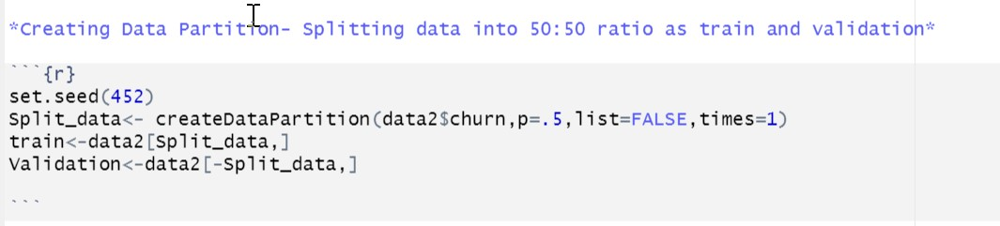 *Creating Data Partition- Splitting data into 50:50 ratio as train and validation*
```{r}
set.seed(452)
Split_data<- createDataPartition(data2$churn,p=.5,list=FALSE,times=1)
train<-data2[Split_data,]
Validation<-data2[-Split_data,]
```